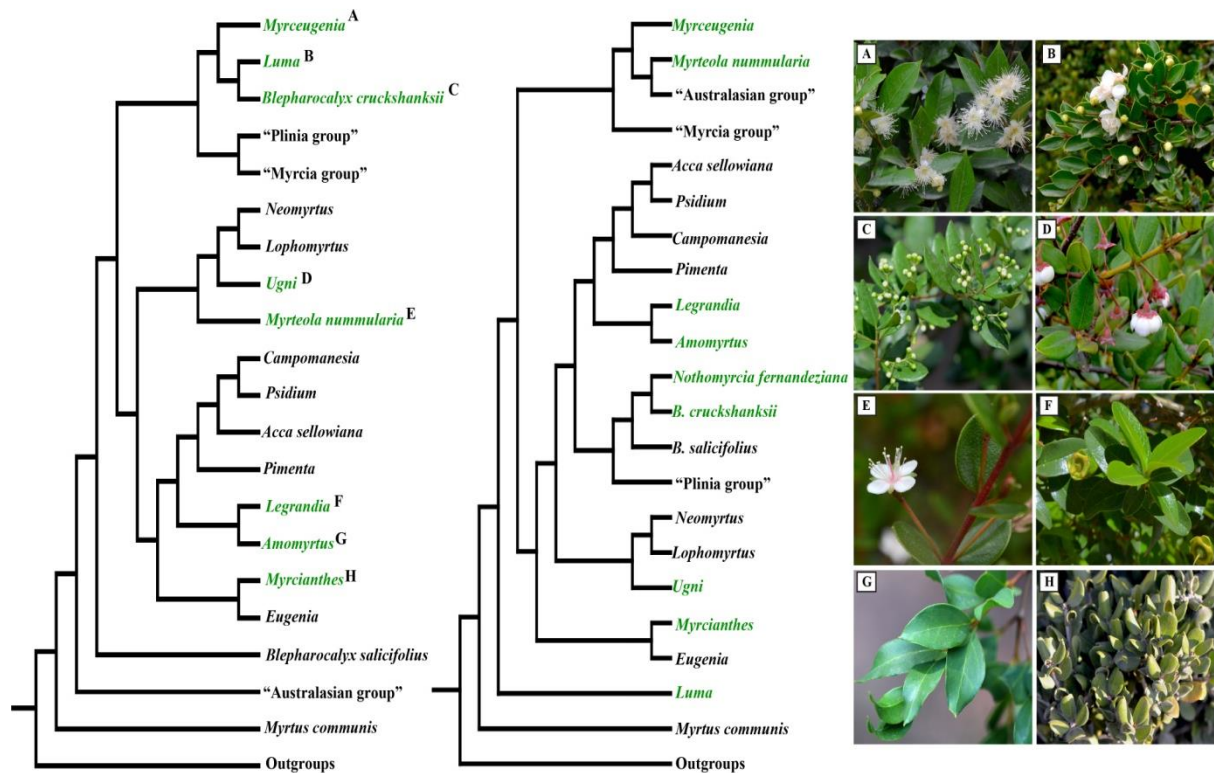 Myrceugenia A
Luma B
Blepharocalyx cruckshanksii C
“Plinia group”
“Myrcia group”
Neomyrtus
Lophomyrtus
Ugni D
Myrteola nummularia E
Campomanesia
Psidium
Acca sellowiana
Pimenta
Legrandia F
Amomyrtus G
Myrcianthes H
Eugenia
Blepharocalyx salicifolius
“Australasian group”
Myrtus communis
Outgroups
Myrceugenia
Myrteola nummularia
“Australasian group”
“Myrcia group”
Acca sellowiana
Psidium
Campomanesia
Pimenta
Legrandia
Amomyrtus
Nothomyrcia fernandeziana
B. cruckshanksii
B. salicifolius
“Plinia group”
Neomyrtus
Lophomyrtus
Ugni
Myrcianthes
Eugenia
Luma
Myrtus communis
Outgroups
A
B
C
D
E
F
G
H